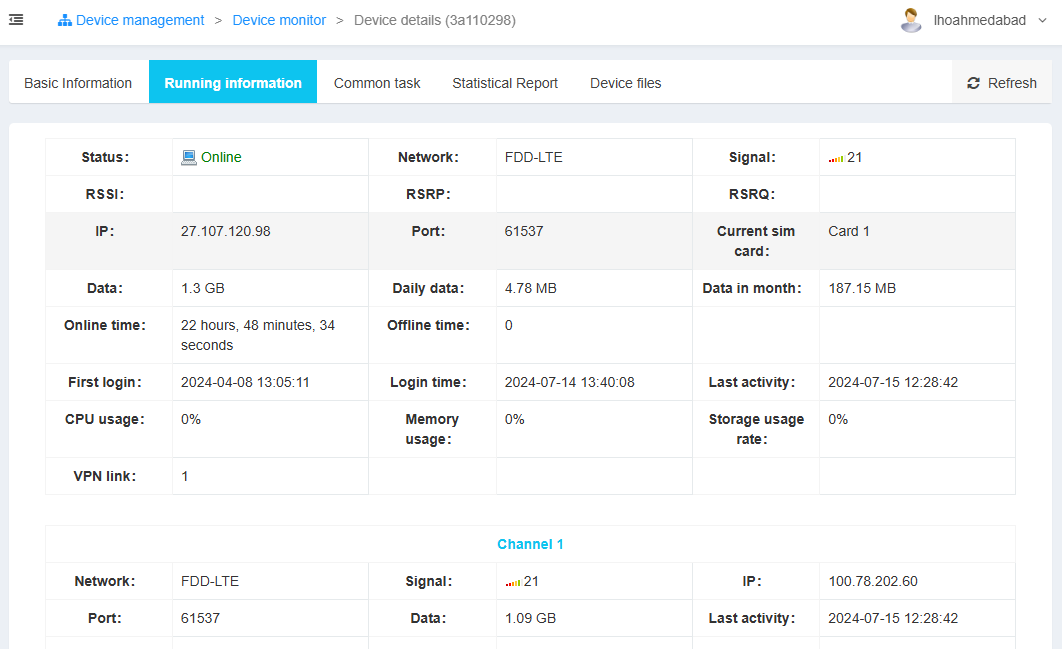 Device management > Device monitor > Device details (3a110298)
lhoahmedabad
Basic Information Running information Common task Statistical Report Device files Refresh
Status: Online Network: FDD-LTE Signal: 21
RSSI: RSRP: RSRQ:
IP: 27.107.120.98 Port: 61537 Current sim card: Card 1
Data: 1.3 GB Daily data: 4.78 MB Data in month: 187.15 MB
Online time: 22 hours, 48 minutes, 34 seconds Offline time: 0
First login: 2024-04-08 13:05:11 Login time: 2024-07-14 13:40:08 Last activity: 2024-07-15 12:28:42
CPU usage: 0% Memory usage: 0% Storage usage rate: 0%
VPN link: 1
Channel 1
Network: FDD-LTE Signal: 21 IP: 100.78.202.60
Port: 61537 Data: 1.09 GB Last activity: 2024-07-15 12:28:42